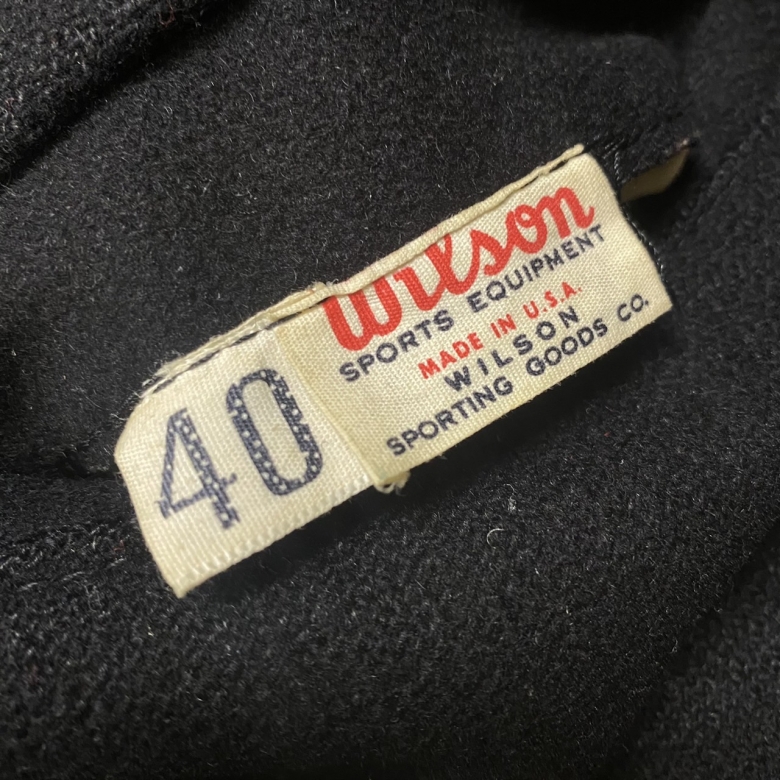 Wilson
SPORTS EQUIPMENT
MADE IN U.S.A.
WILSON
SPORTING GOODS CO.
40